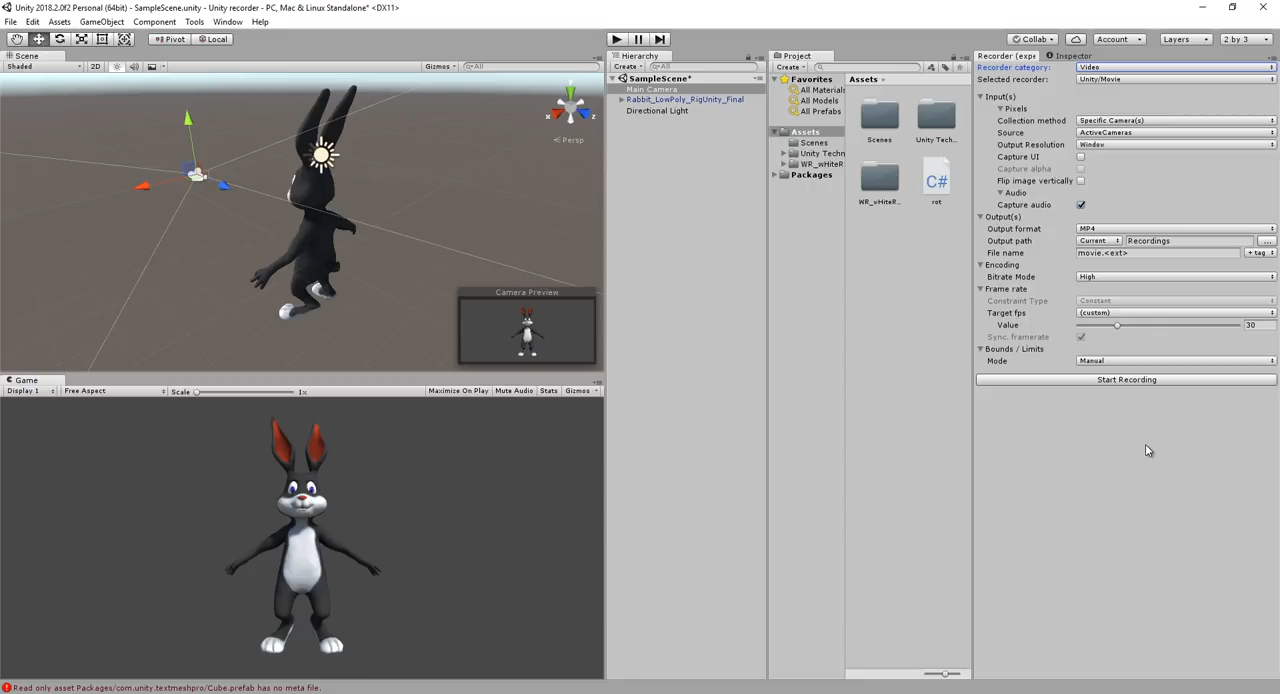 Unity 2018.2.0f2 Personal (64bit) - SampleScene.unity - Unity recorder - PC, Mac & Linux Standalone* <DX11>
File Edit Assets GameObject Component Tools Window Help
Pivot Local Collab Account Layers 2 by 3
Scene
Shaded 2D Gizmos All
Persp
Camera Preview
Game
Display 1 Free Aspect Scale 1x Maximize On Play Mute Audio Stats Gizmos
Hierarchy
Create All
SampleScene*
Main Camera
Rabbit_LowPoly_RigUnity_Final
Directional Light
Project
Create
Favorites
All Materials
All Models
All Prefabs
Assets
Scenes
Unity Techn
WR_wHiteR
Packages
Assets
Scenes
Unity Tech...
C#
rot
Recorder (expe Inspector
Recorder category: Video
Selected recorder: Unity/Movie
Input(s)
Pixels
Collection method Specific Camera(s)
Source ActiveCameras
Output Resolution Window
Capture UI
Capture alpha
Flip image vertically
Audio
Capture audio
Output(s)
Output format MP4
Output path Current Recordings ...
File name movie.<ext> + tag
Encoding
Bitrate Mode High
Frame rate
Constraint Type Constant
Target fps (custom)
Value 30
Sync. framerate
Bounds / Limits
Mode Manual
Start Recording
Read only asset Packages/com.unity.textmeshpro/Cube.prefab has no meta file.